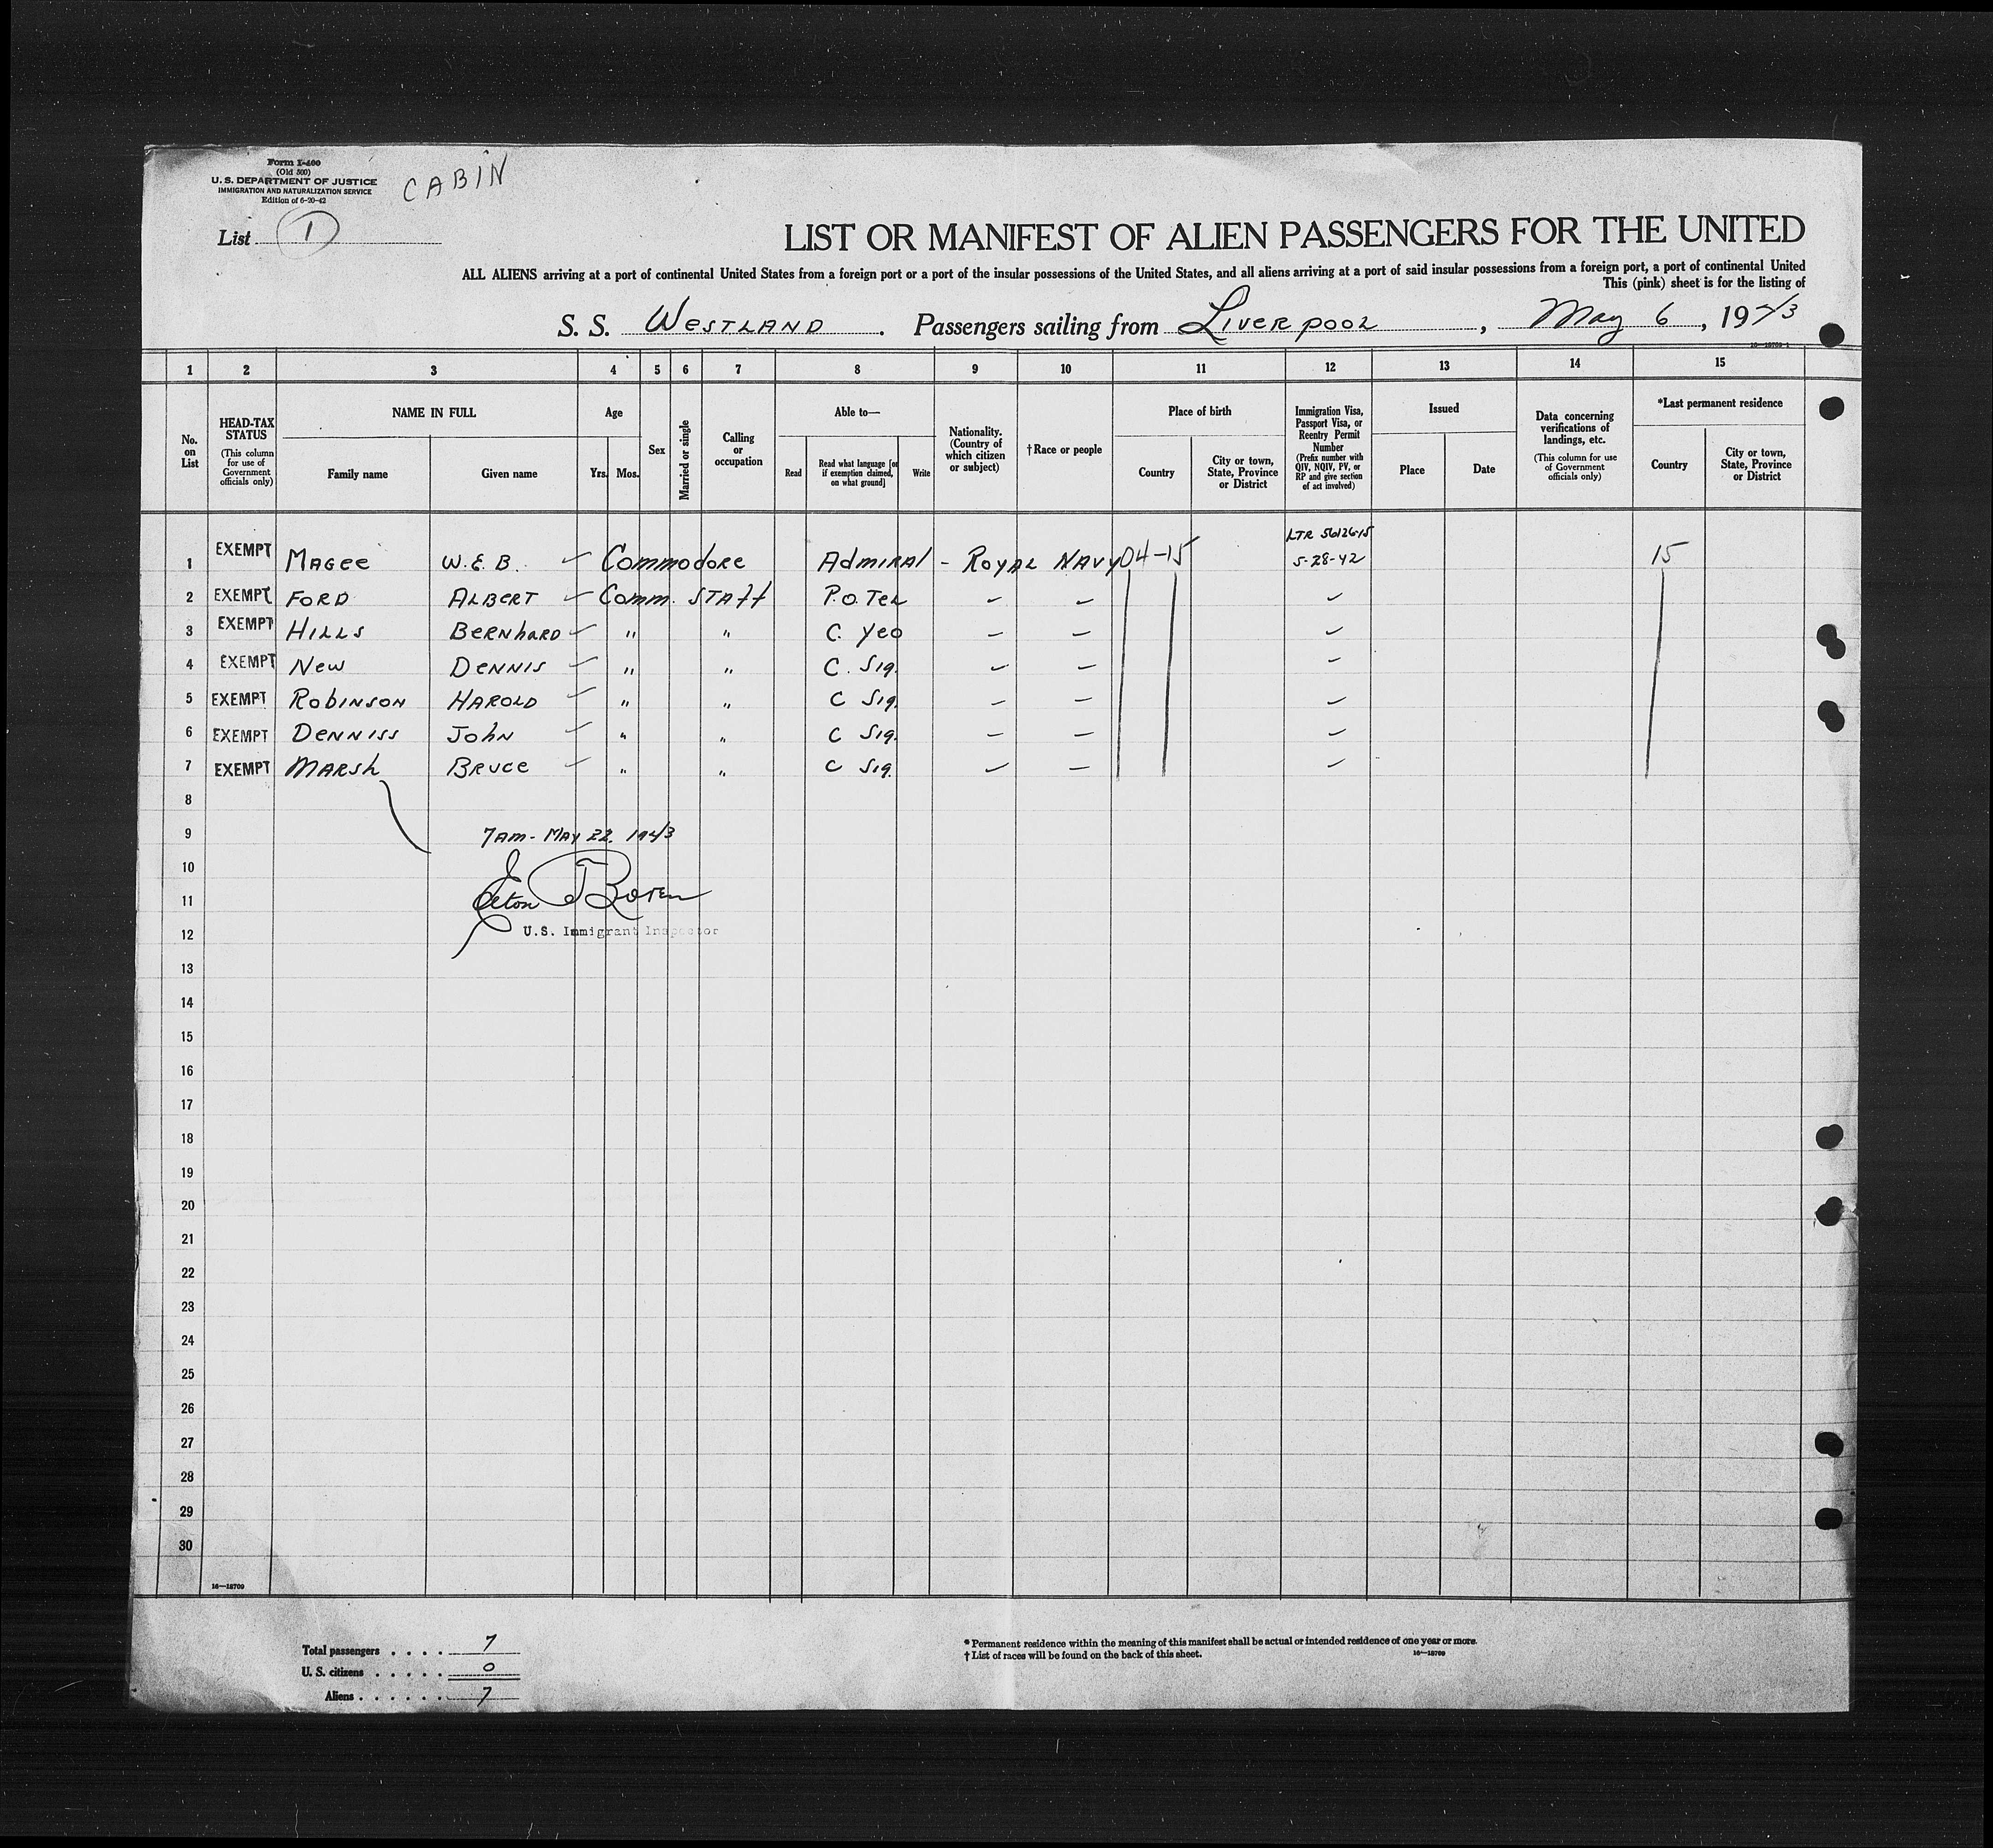 Form I-400
(Old 500)
U. S. DEPARTMENT OF JUSTICE
IMMIGRATION AND NATURALIZATION SERVICE
Edition of 6-20-42
CABIN
List 1
LIST OR MANIFEST OF ALIEN PASSENGERS FOR THE UNITED
ALL ALIENS arriving at a port of continental United States from a foreign port or a port of the insular possessions of the United States, and all aliens arriving at a port of said insular possessions from a foreign port, a port of continental United
This (pink) sheet is for the listing of
S. S. Westland . Passengers sailing from Liverpool , May 6 , 1943
16—18709-1
1 2 3 4 5 6 7 8 9 10 11 12 13 14 15
No. on List
HEAD-TAX STATUS (This column for use of Government officials only)
NAME IN FULL
Family name Given name
Age
Yrs. Mos.
Sex
Married or single
Calling or occupation
Able to—
Read Read what language [or if exemption claimed, on what ground] Write
Nationality. (Country of which citizen or subject)
† Race or people
Place of birth
Country City or town, State, Province or District
Immigration Visa, Passport Visa, or Reentry Permit Number (Prefix number with QIV, NQIV, PV, or RP and give section of act involved)
Issued
Place Date
Data concerning verifications of landings, etc. (This column for use of Government officials only)
*Last permanent residence
Country City or town, State, Province or District
LTR 56126-15
1 EXEMPT Magee W.E.B. Commodore Admiral - Royal Navy 04-15 5-28-42 15
2 EXEMPT Ford Albert Comm. Staff P.O. Tel
3 EXEMPT Hills Bernhard " " C. Yeo
4 EXEMPT New Dennis " " C. Sig.
5 EXEMPT Robinson Harold " " C Sig.
6 EXEMPT Denniss John " " C Sig.
7 EXEMPT Marsh Bruce " " C Sig.
8
9 7am - May 22, 1943
10
11
12 U.S. Immigrant Inspector
13
14
15
16
17
18
19
20
21
22
23
24
25
26
27
28
29
30
16—18709
Total passengers . . . . 7
U. S. citizens . . . . . 0
Aliens . . . . . . 7
* Permanent residence within the meaning of this manifest shall be actual or intended residence of one year or more.
† List of races will be found on the back of this sheet. 16—18709